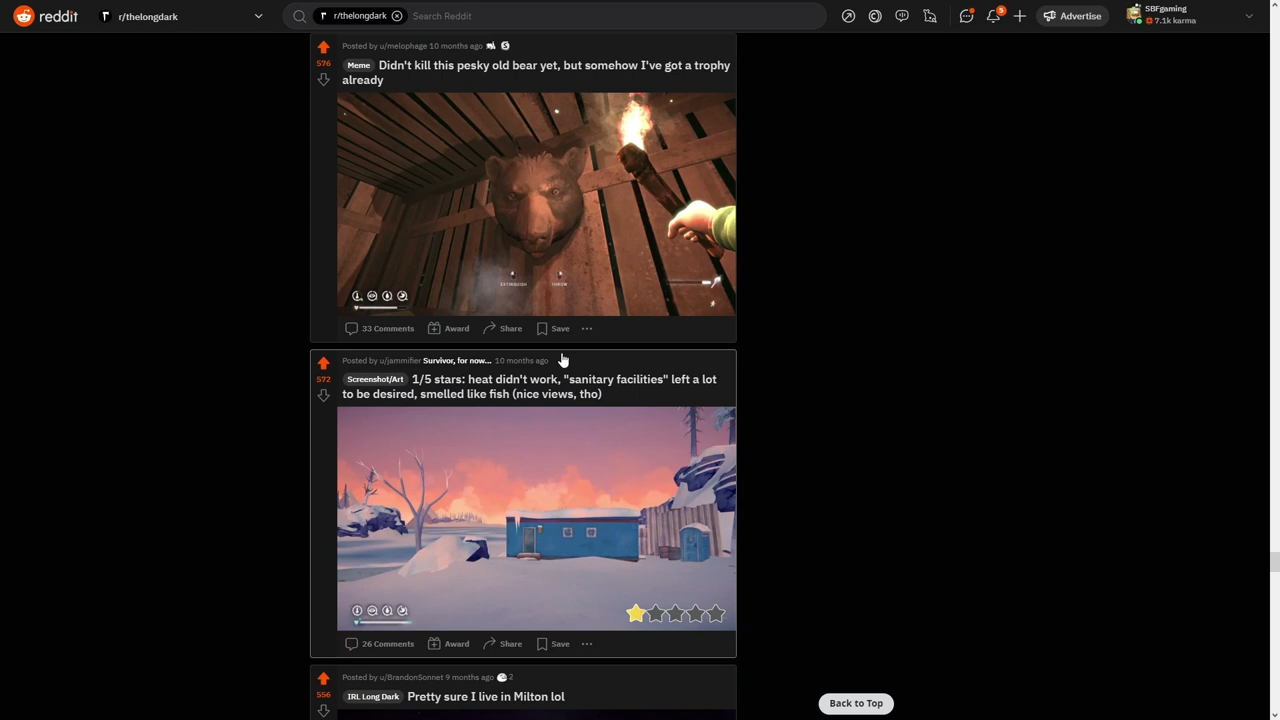 reddit
r/thelongdark
r/thelongdark
Search Reddit
5
Advertise
SBFgaming
7.1k karma
Posted by u/melophage 10 months ago
576
Meme Didn't kill this pesky old bear yet, but somehow I've got a trophy
already
EXTINGUISH
THROW
33 Comments
Award
Share
Save
Posted by u/jammifier Survivor, for now... 10 months ago
572
Screenshot/Art 1/5 stars: heat didn't work, "sanitary facilities" left a lot
to be desired, smelled like fish (nice views, tho)
26 Comments
Award
Share
Save
Posted by u/BrandonSonnet 9 months ago 2
556
IRL Long Dark Pretty sure I live in Milton lol
Back to Top